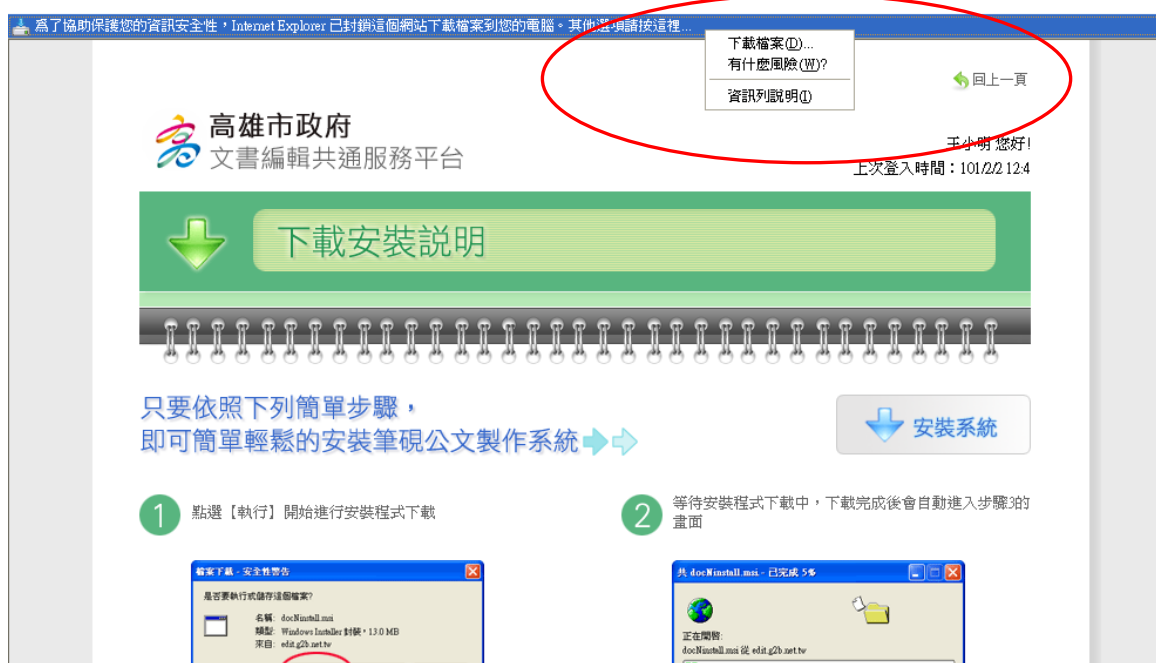 為了協助保護您的資訊安全性，Internet Explorer 已封鎖這個網站下載檔案到您的電腦。其他選項請按這裡...
下載檔案(D)...
有什麼風險(W)?
資訊列說明(I)
回上一頁
高雄市政府
文書編輯共通服務平台
王小明 您好!
上次登入時間：101/2/2 12:4
下載安裝說明
只要依照下列簡單步驟，
即可簡單輕鬆的安裝筆硯公文製作系統
安裝系統
1 點選【執行】開始進行安裝程式下載
2 等待安裝程式下載中，下載完成後會自動進入步驟3的
畫面
檔案下載 - 安全性警告
是否要執行或儲存這個檔案?
名稱: docNinstall.msi
類型: Windows Installer 封裝，13.0 MB
來自: edit.g2b.net.tw
共 docNinstall.msi - 已完成 5%
正在開啟:
docNinstall.msi 從 edit.g2b.net.tw